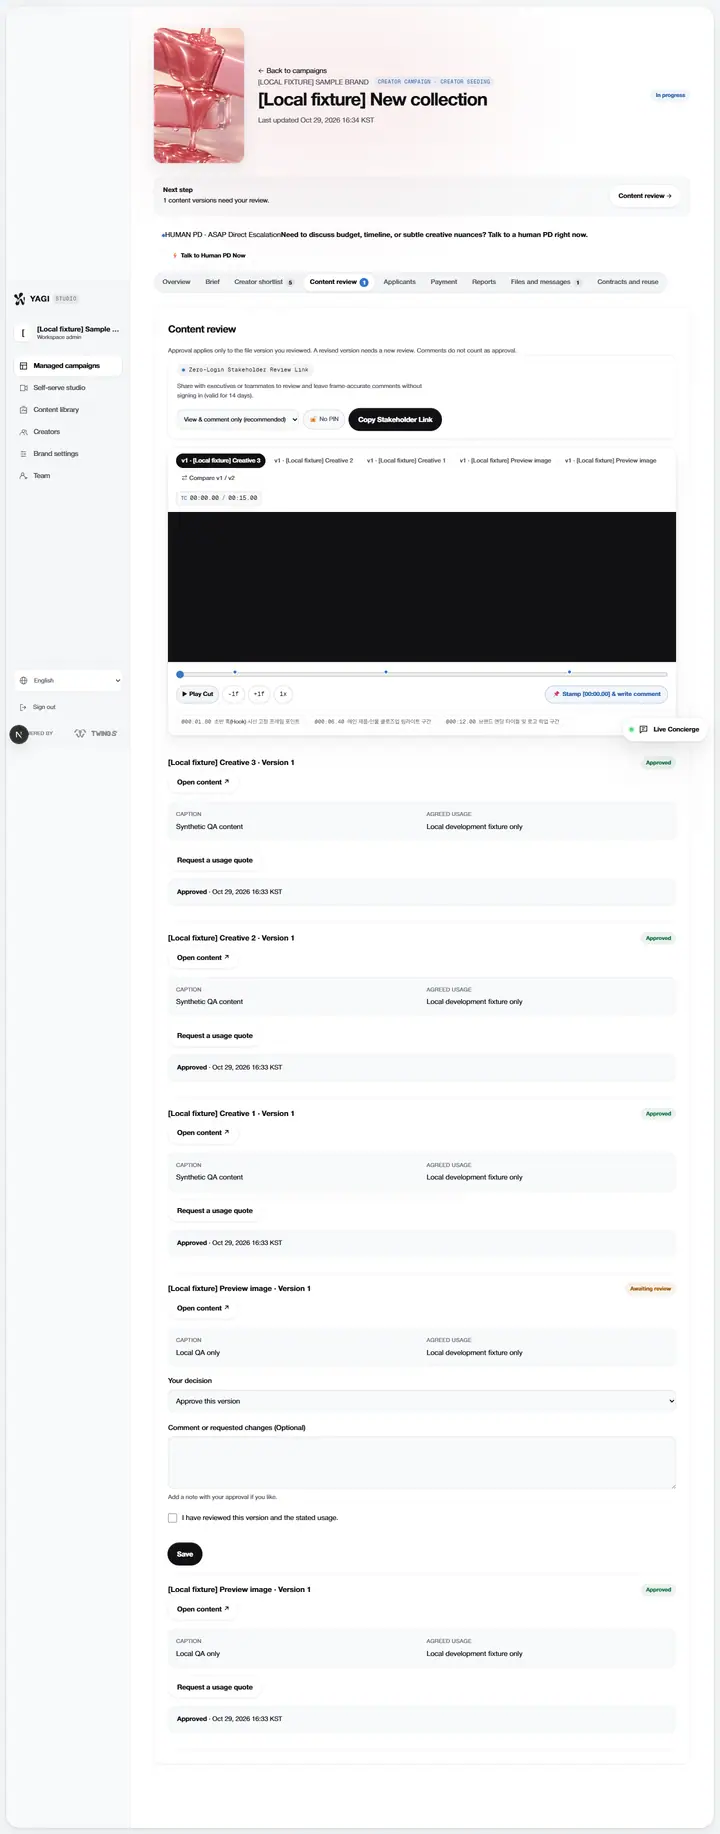 ← Back to campaigns
[LOCAL FIXTURE] SAMPLE BRAND CREATOR CAMPAIGN · CREATOR SEEDING
[Local fixture] New collection
Last updated Oct 29, 2026 16:34 KST
In progress
Next step
1 content versions need your review.
Content review →
HUMAN PD · ASAP Direct Escalation Need to discuss budget, timeline, or subtle creative nuances? Talk to a human PD right now.
Talk to Human PD Now
Overview Brief Creator shortlist 5 Content review 1 Applicants Payment Reports Files and messages 1 Contracts and reuse
YAGI STUDIO
[ [Local fixture] Sample ...
Workspace admin
Managed campaigns
Self-serve studio
Content library
Creators
Brand settings
Team
English
Sign out
N ERED BY TWINDS
Content review
Approval applies only to the file version you reviewed. A revised version needs a new review. Comments do not count as approval.
Zero-Login Stakeholder Review Link
Share with executives or teammates to review and leave frame-accurate comments without
signing in (valid for 14 days).
View & comment only (recommended) No PIN Copy Stakeholder Link
v1 · [Local fixture] Creative 3 v1 · [Local fixture] Creative 2 v1 · [Local fixture] Creative 1 v1 · [Local fixture] Preview image v1 · [Local fixture] Preview image
Compare v1 / v2
TC 00:00.00 / 00:15.00
Play Cut -1f +1f 1x Stamp [00:00.00] & write comment
Live Concierge
[Local fixture] Creative 3 · Version 1 Approved
Open content ↗
CAPTION AGREED USAGE
Synthetic QA content Local development fixture only
Request a usage quote
Approved · Oct 29, 2026 16:33 KST
[Local fixture] Creative 2 · Version 1 Approved
Open content ↗
CAPTION AGREED USAGE
Synthetic QA content Local development fixture only
Request a usage quote
Approved · Oct 29, 2026 16:33 KST
[Local fixture] Creative 1 · Version 1 Approved
Open content ↗
CAPTION AGREED USAGE
Synthetic QA content Local development fixture only
Request a usage quote
Approved · Oct 29, 2026 16:33 KST
[Local fixture] Preview image · Version 1 Awaiting review
Open content ↗
CAPTION AGREED USAGE
Local QA only Local development fixture only
Your decision
Approve this version
Comment or requested changes (Optional)
Add a note with your approval if you like.
I have reviewed this version and the stated usage.
Save
[Local fixture] Preview image · Version 1 Approved
Open content ↗
CAPTION AGREED USAGE
Local QA only Local development fixture only
Request a usage quote
Approved · Oct 29, 2026 16:33 KST